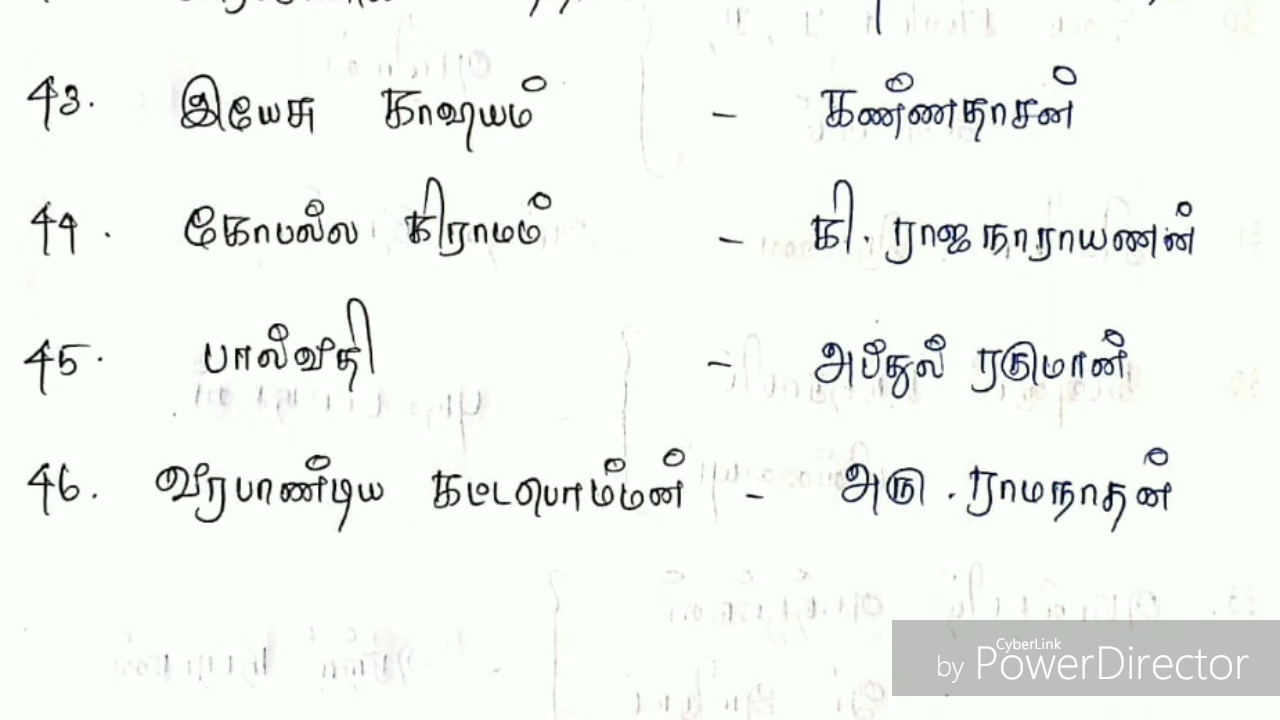 43. இயேசு காவியம் - கண்ணதாசன்
44. கோபல்ல கிராமம் - கி. ராஜநாராயணன்
45. பால்வீதி - அப்துல் ரகுமான்
46. வீரபாண்டிய கட்டபொம்மன் - அரு. ராமநாதன்
CyberLink
by PowerDirector